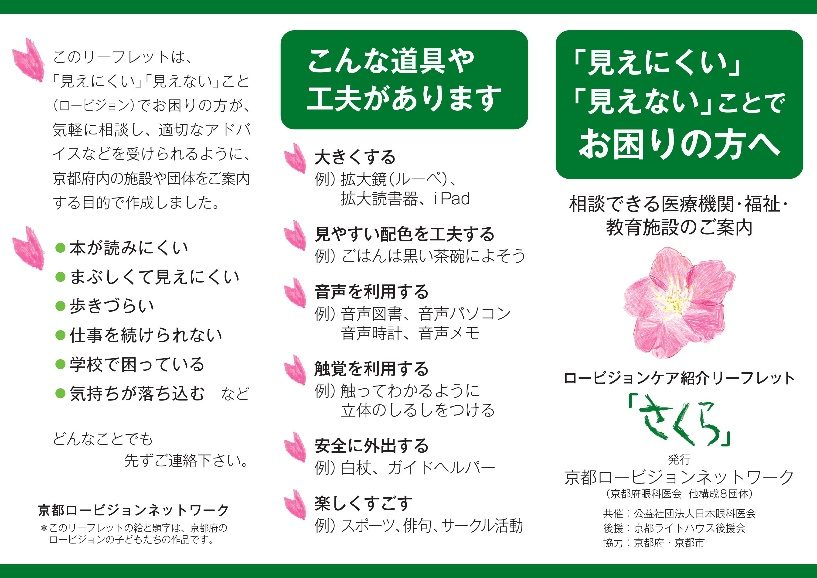 このリーフレットは、
「見えにくい」「見えない」こと
(ロービジョン)でお困りの方が、
気軽に相談し、適切なアドバ
イスなどを受けられるように、
京都府内の施設や団体をご案内
する目的で作成しました。
●本が読みにくい
●まぶしくて見えにくい
●歩きづらい
●仕事を続けられない
●学校で困っている
●気持ちが落ち込む など
どんなことでも
先ずご連絡下さい。
京都ロービジョンネットワーク
＊このリーフレットの絵と題字は、京都府の
ロービジョンの子どもたちの作品です。
こんな道具や
工夫があります
大きくする
例）拡大鏡(ルーペ)、
拡大読書器、iPad
見やすい配色を工夫する
例）ごはんは黒い茶碗によそう
音声を利用する
例）音声図書、音声パソコン
音声時計、音声メモ
触覚を利用する
例）触ってわかるように
立体のしるしをつける
安全に外出する
例）白杖、ガイドヘルパー
楽しくすごす
例）スポーツ、俳句、サークル活動
「見えにくい」
「見えない」ことで
お困りの方へ
相談できる医療機関・福祉・
教育施設のご案内
ロービジョンケア紹介リーフレット
「さくら」
発行
京都ロービジョンネットワーク
(京都府眼科医会 他構成8団体)
共催：公益社団法人日本眼科医会
後援：京都ライトハウス後援会
協力：京都府・京都市